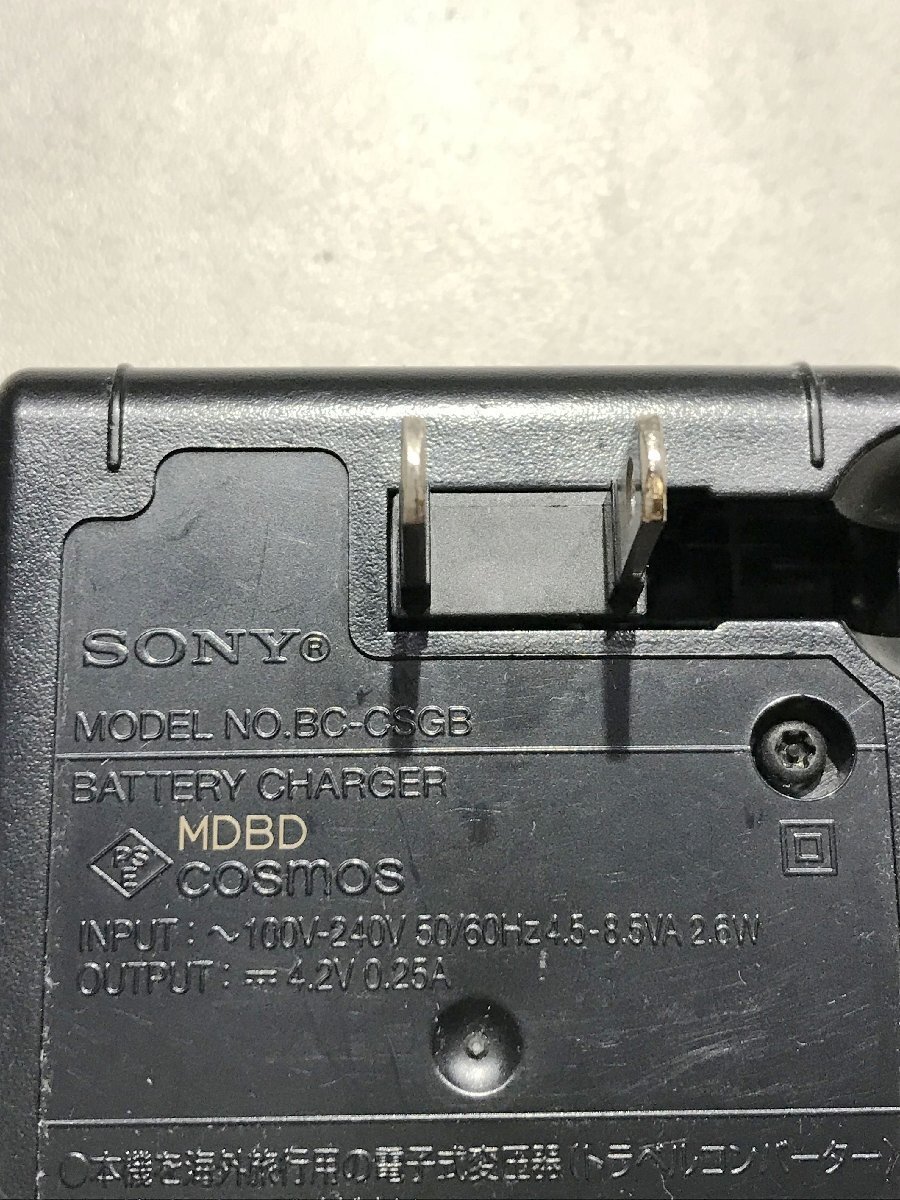 SONY®
MODEL NO.BC-CSGB
BATTERY CHARGER
PS
E
MDBD
cosmos
INPUT : ~100V-240V 50/60Hz 4.5-8.5VA 2.6W
OUTPUT : ⎓ 4.2V 0.25A
○本機を海外旅行用の電子式変圧器(トラベルコンバーター)